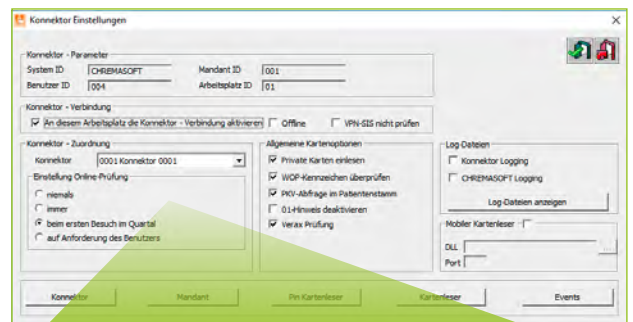 Konnektor Einstellungen
Konnektor - Parameter
System ID CHREMASOFT Mandant ID 001
Benutzer ID 004 Arbeitsplatz ID 01
Konnektor - Verbindung
An diesem Arbeitsplatz die Konnektor - Verbindung aktivieren Offline VPN-SIS nicht prüfen
Konnektor - Zuordnung
Konnektor 0001 Konnektor 0001
Einstellung Online-Prüfung
niemals
immer
beim ersten Besuch im Quartal
auf Anforderung des Benutzers
Allgemeine Kartenoptionen
Private Karten einlesen
WOP-Kennzeichen überprüfen
PKV-Abfrage im Patientenstamm
01-Hinweis deaktivieren
Verax Prüfung
Log-Dateien
Konnektor Logging
CHREMASOFT Logging
Log-Dateien anzeigen
Mobiler Kartenleser
DLL
Port
Konnektor Mandant Pin Kartenleser Kartenleser Events